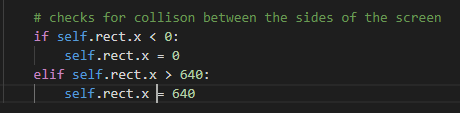 # checks for collison between the sides of the screen
if self.rect.x < 0:
self.rect.x = 0
elif self.rect.x > 640:
self.rect.x = 640